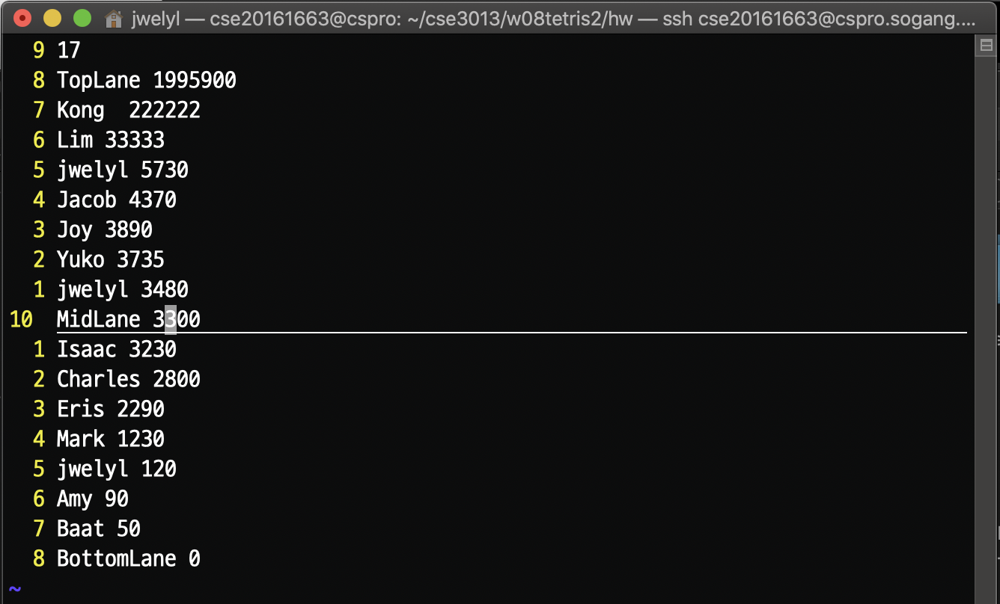 jwelyl — cse20161663@cspro: ~/cse3013/w08tetris2/hw — ssh cse20161663@cspro.sogang....
9 17
8 TopLane 1995900
7 Kong  222222
6 Lim 33333
5 jwelyl 5730
4 Jacob 4370
3 Joy 3890
2 Yuko 3735
1 jwelyl 3480
10 MidLane 3300
1 Isaac 3230
2 Charles 2800
3 Eris 2290
4 Mark 1230
5 jwelyl 120
6 Amy 90
7 Baat 50
8 BottomLane 0
~